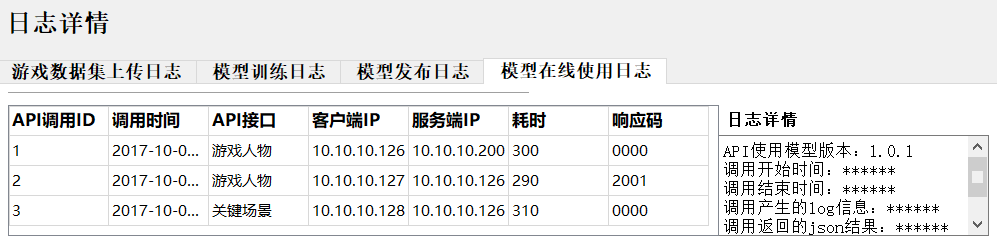 日志详情
游戏数据集上传日志 模型训练日志 模型发布日志 模型在线使用日志
API调用ID 调用时间 API接口 客户端IP 服务端IP 耗时 响应码
1 2017-10-0... 游戏人物 10.10.10.126 10.10.10.200 300 0000
2 2017-10-0... 游戏人物 10.10.10.127 10.10.10.126 290 2001
3 2017-10-0... 关键场景 10.10.10.128 10.10.10.126 310 0000
日志详情
API使用模型版本：1.0.1
调用开始时间：******
调用结束时间：******
调用产生的log信息：******
调用返回的json结果：******